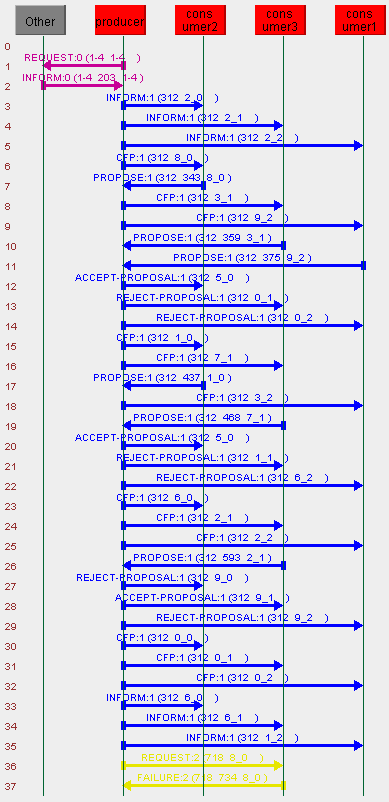 Other
producer
cons
umer2
cons
umer3
cons
umer1
0
1 REQUEST:0 (1-4 1-4 )
2 INFORM:0 (1-4 203 1-4 )
3 INFORM:1 (312 2_0 )
4 INFORM:1 (312 2_1 )
5 INFORM:1 (312 2_2 )
6 CFP:1 (312 8_0 )
7 PROPOSE:1 (312 343 8_0 )
8 CFP:1 (312 3_1 )
9 CFP:1 (312 9_2 )
10 PROPOSE:1 (312 359 3_1 )
11 PROPOSE:1 (312 375 9_2 )
12 ACCEPT-PROPOSAL:1 (312 5_0 )
13 REJECT-PROPOSAL:1 (312 0_1 )
14 REJECT-PROPOSAL:1 (312 0_2 )
15 CFP:1 (312 1_0 )
16 CFP:1 (312 7_1 )
17 PROPOSE:1 (312 437 1_0 )
18 CFP:1 (312 3_2 )
19 PROPOSE:1 (312 468 7_1 )
20 ACCEPT-PROPOSAL:1 (312 5_0 )
21 REJECT-PROPOSAL:1 (312 1_1 )
22 REJECT-PROPOSAL:1 (312 6_2 )
23 CFP:1 (312 6_0 )
24 CFP:1 (312 2_1 )
25 CFP:1 (312 2_2 )
26 PROPOSE:1 (312 593 2_1 )
27 REJECT-PROPOSAL:1 (312 9_0 )
28 ACCEPT-PROPOSAL:1 (312 9_1 )
29 REJECT-PROPOSAL:1 (312 9_2 )
30 CFP:1 (312 0_0 )
31 CFP:1 (312 0_1 )
32 CFP:1 (312 0_2 )
33 INFORM:1 (312 6_0 )
34 INFORM:1 (312 6_1 )
35 INFORM:1 (312 1_2 )
36 REQUEST:2 (718 8_0 )
37 FAILURE:2 (718 734 8_0 )